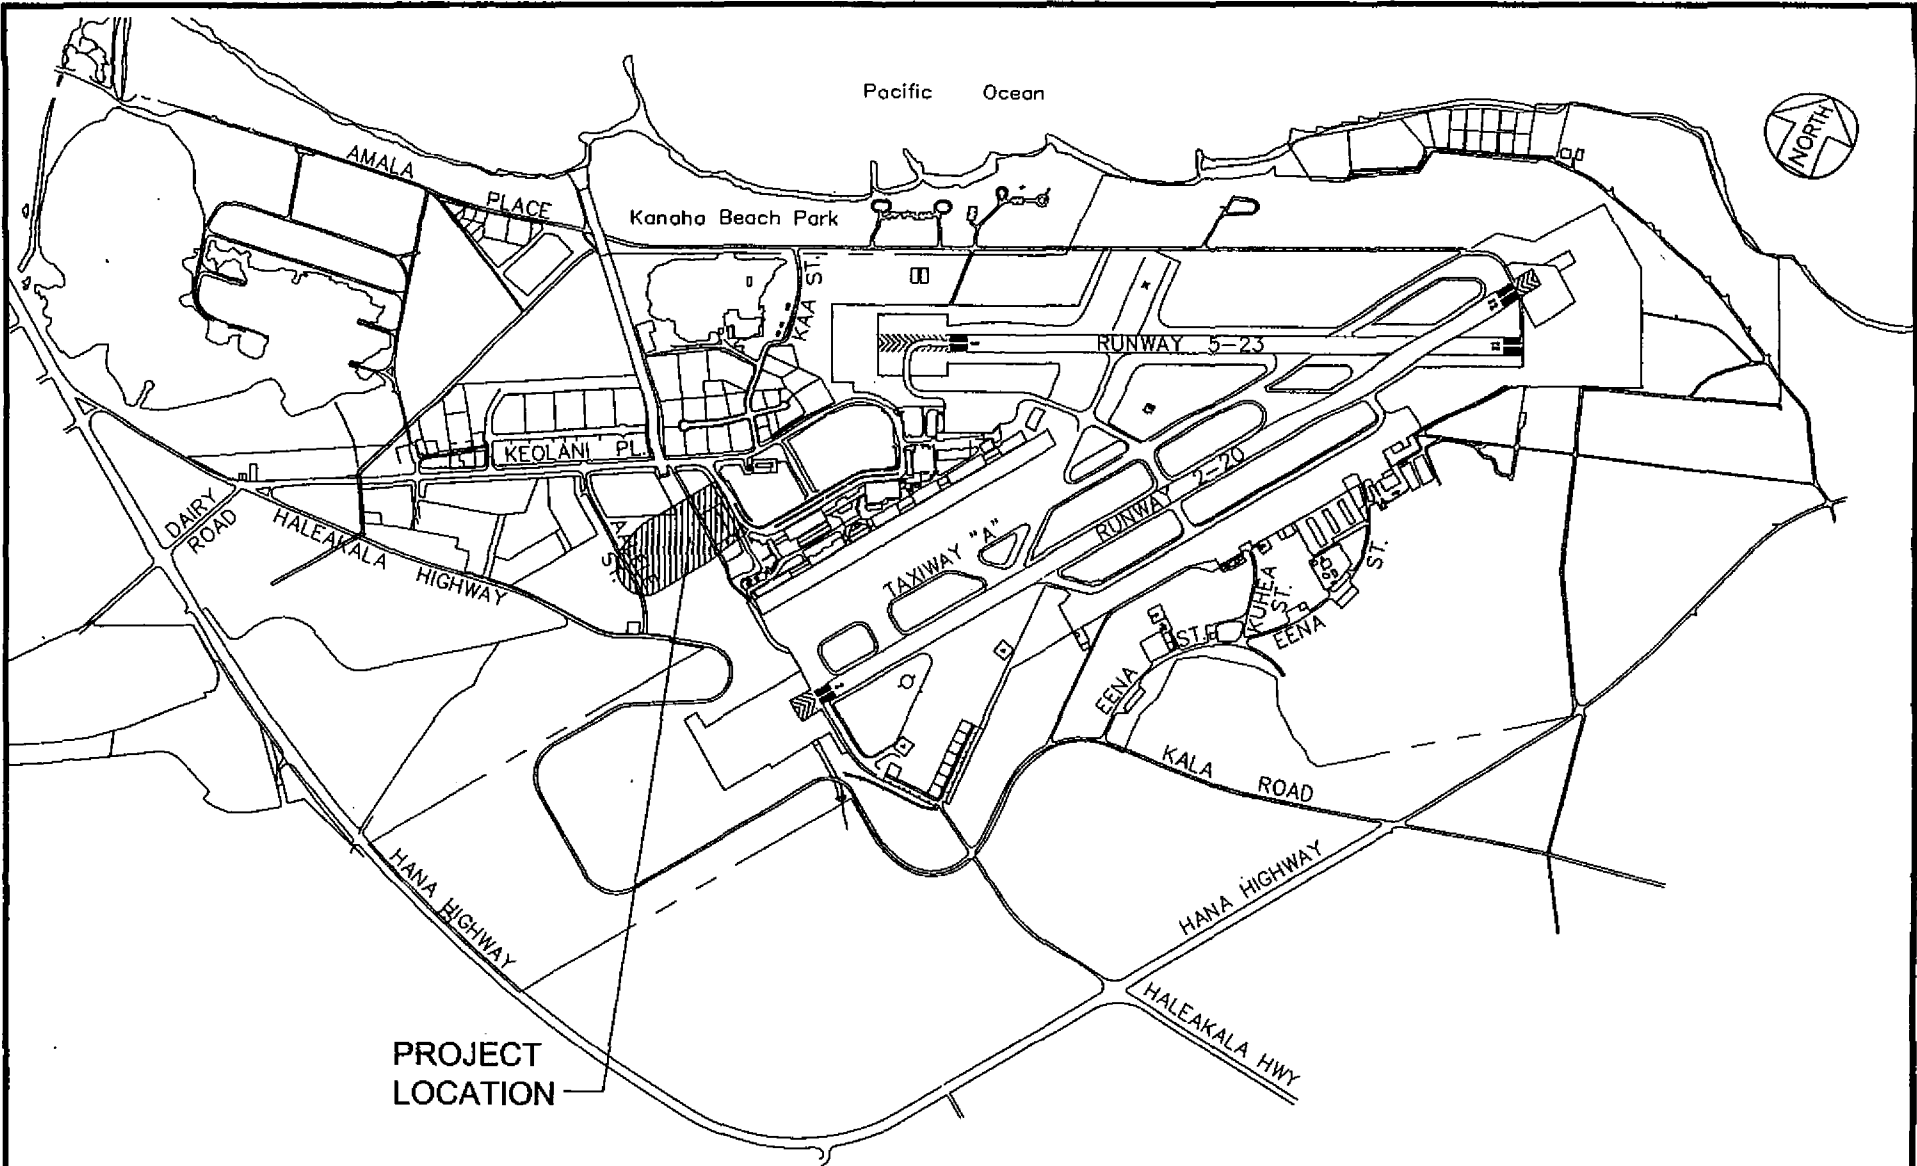 Pacific Ocean
NORTH
AMALA
PLACE
Kanaha Beach Park
KAA ST.
RUNWAY 5-23
KEOLANI PL.
RUNWAY 2-20
DAIRY
ROAD
HALEAKALA HIGHWAY
TAXIWAY "A"
ST.
KUHEA
ST.
EENA
ST.
EENA
KALA ROAD
HANA HIGHWAY
HANA HIGHWAY
HALEAKALA HWY
PROJECT
LOCATION